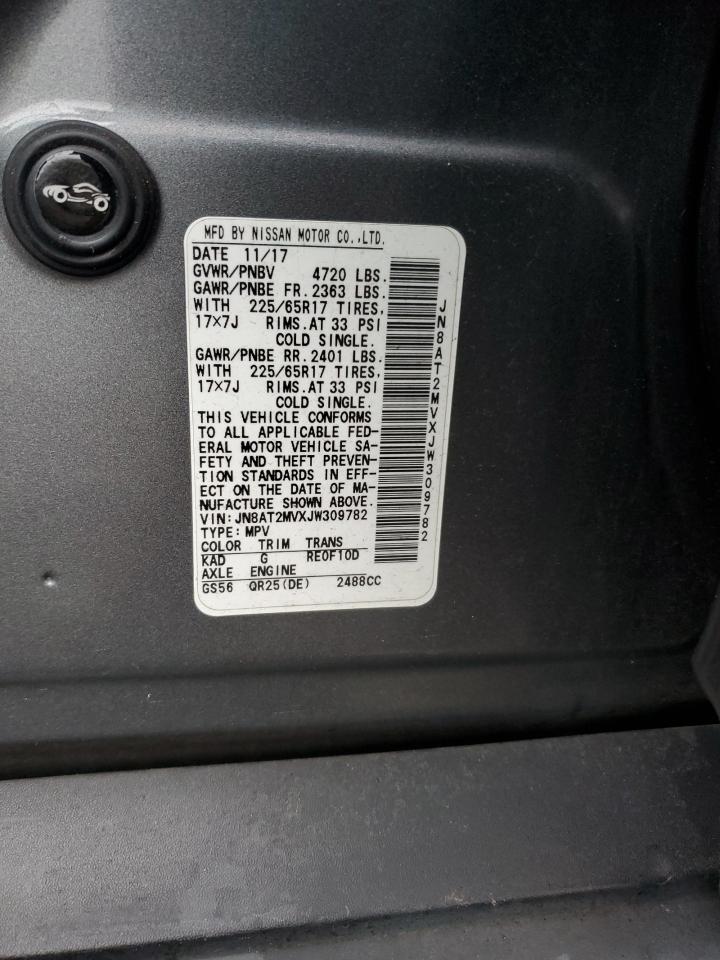 MFD BY NISSAN MOTOR CO.,LTD.
DATE 11/17
GVWR/PNBV 4720 LBS.
GAWR/PNBE FR.2363 LBS.
WITH 225/65R17 TIRES,
17×7J RIMS.AT 33 PSI
COLD SINGLE.
GAWR/PNBE RR.2401 LBS.
WITH 225/65R17 TIRES,
17×7J RIMS.AT 33 PSI
COLD SINGLE.
THIS VEHICLE CONFORMS
TO ALL APPLICABLE FED-
ERAL MOTOR VEHICLE SA-
FETY AND THEFT PREVEN-
TION STANDARDS IN EFF-
ECT ON THE DATE OF MA-
NUFACTURE SHOWN ABOVE.
VIN:JN8AT2MVXJW309782
TYPE:MPV
COLOR TRIM TRANS
KAD G RE0F10D
AXLE ENGINE
GS56 QR25(DE) 2488CC
JN8AT2MVXJW309782